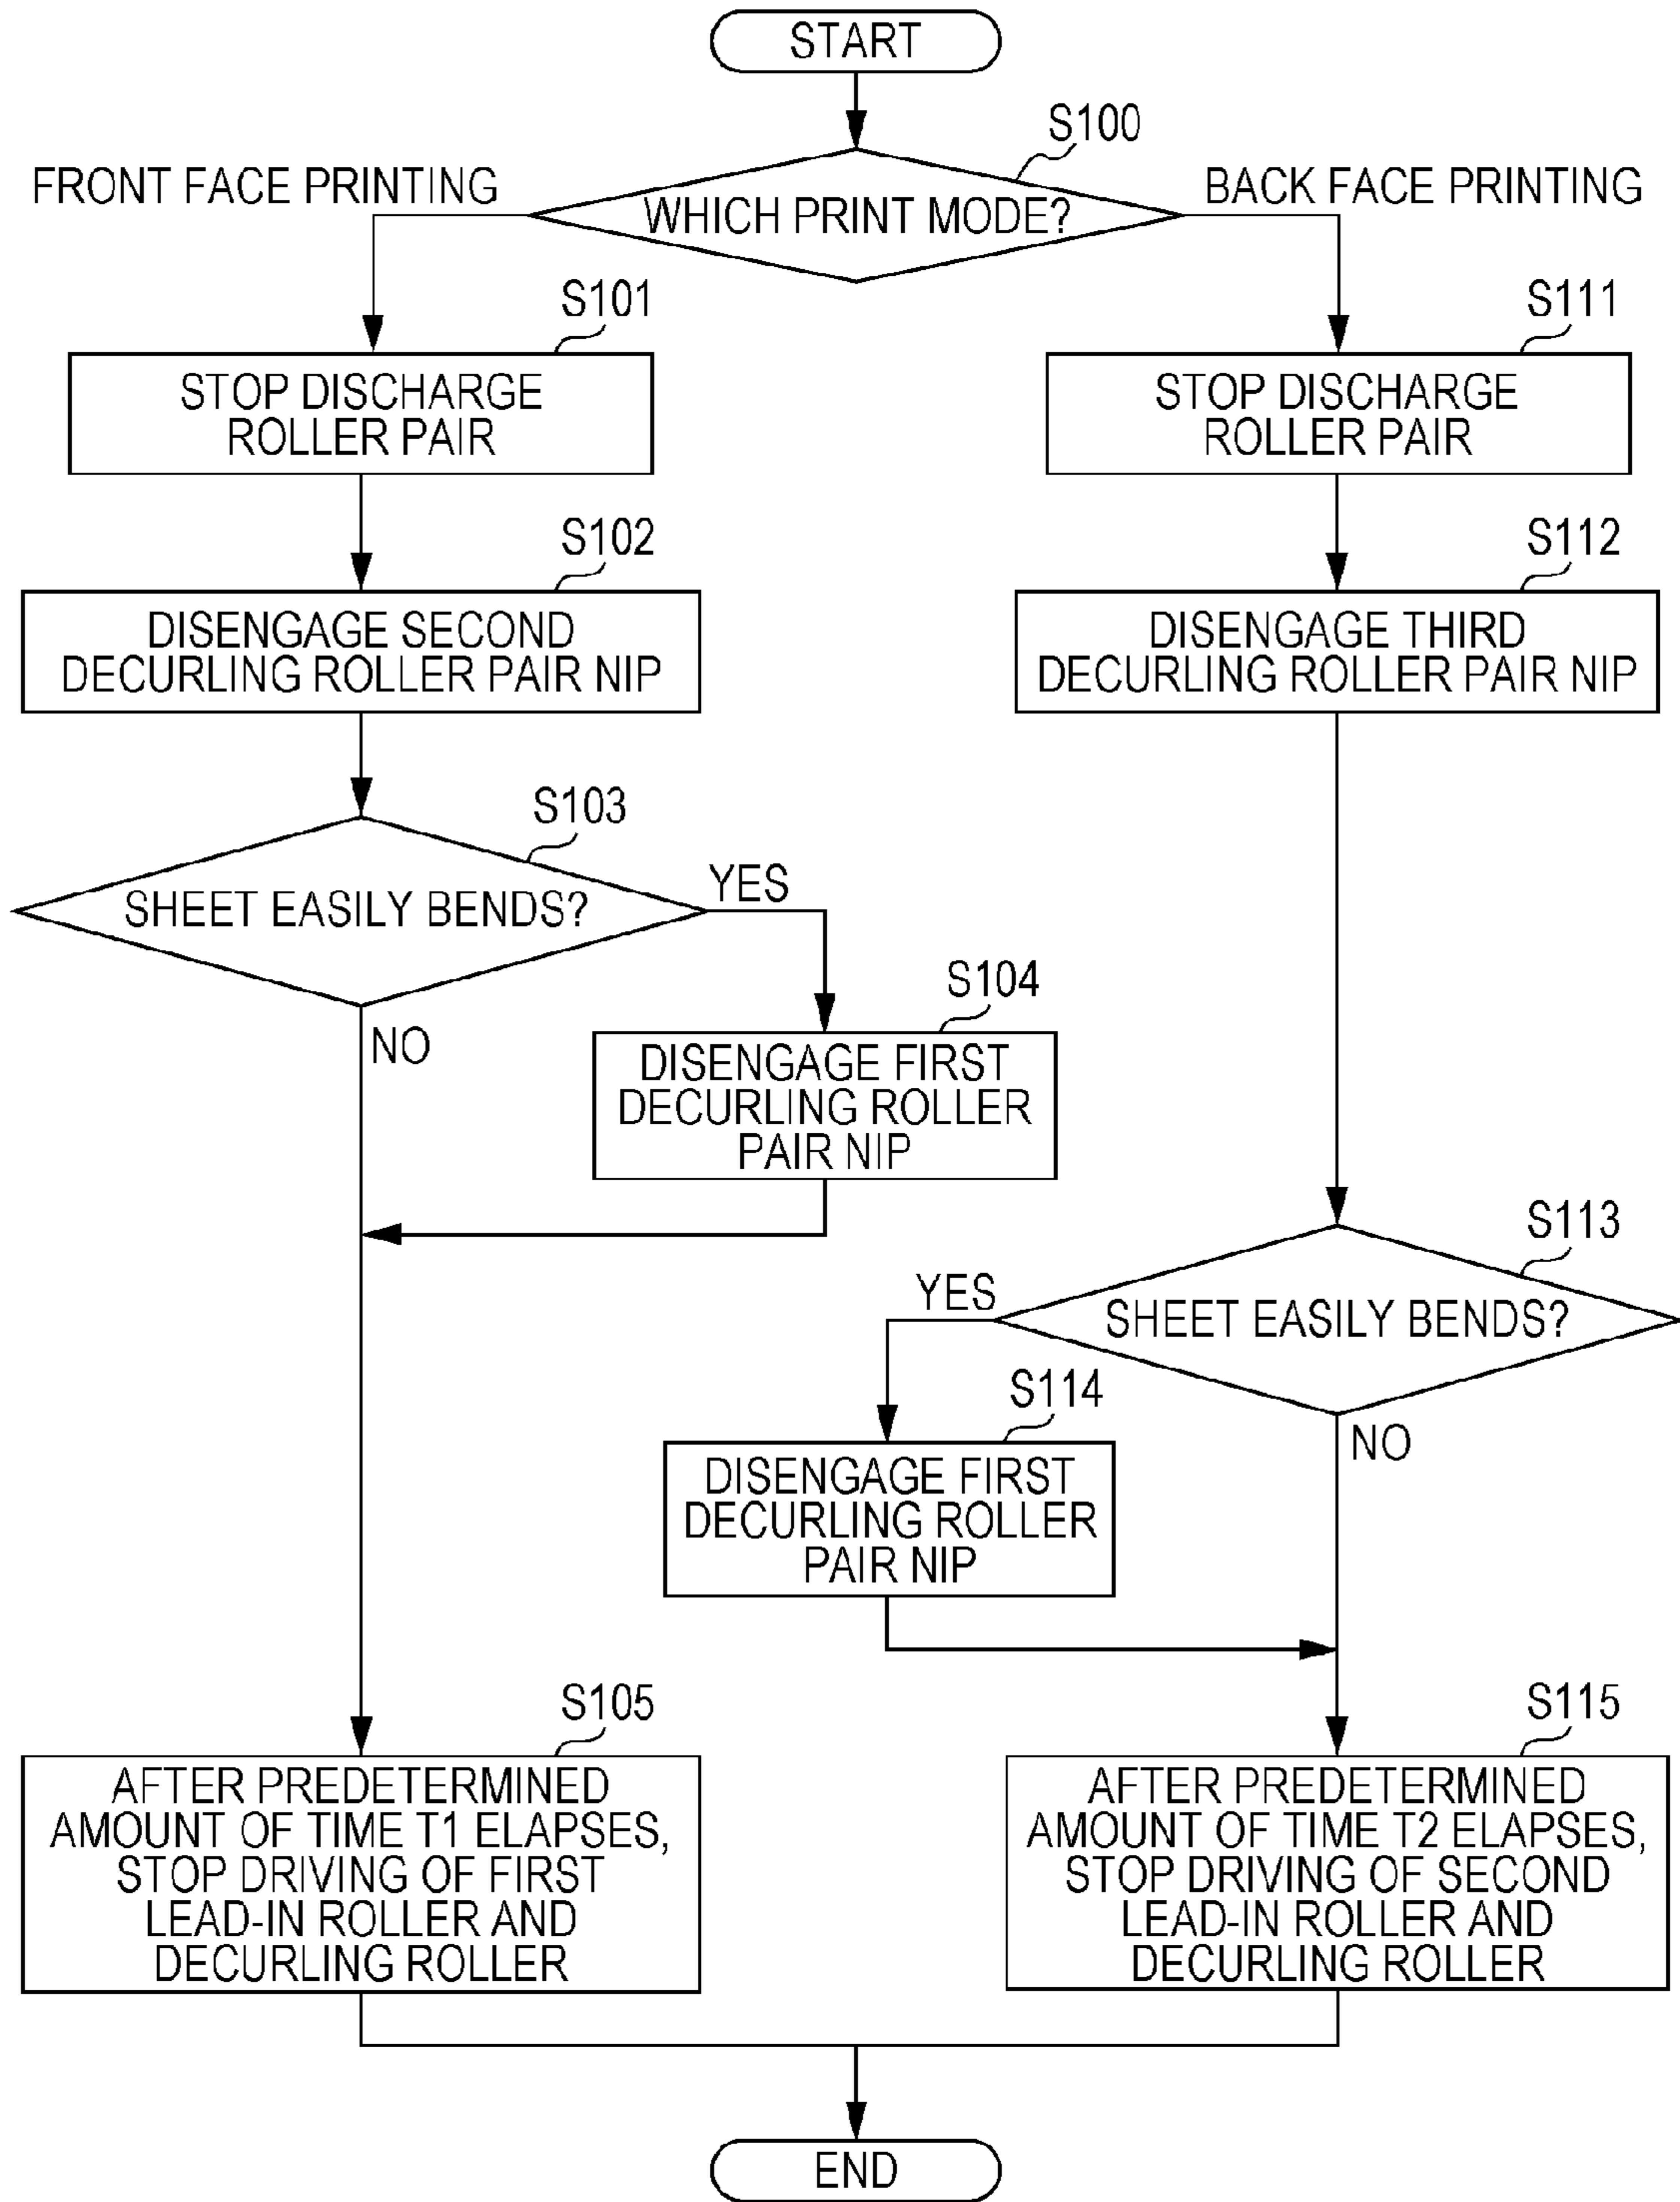 START
S100
FRONT FACE PRINTING
BACK FACE PRINTING
WHICH PRINT MODE?
S101
STOP DISCHARGE
ROLLER PAIR
S102
DISENGAGE SECOND
DECURLING ROLLER PAIR NIP
S103
SHEET EASILY BENDS?
YES
NO
S104
DISENGAGE FIRST
DECURLING ROLLER
PAIR NIP
S105
AFTER PREDETERMINED
AMOUNT OF TIME T1 ELAPSES,
STOP DRIVING OF FIRST
LEAD-IN ROLLER AND
DECURLING ROLLER
S111
STOP DISCHARGE
ROLLER PAIR
S112
DISENGAGE THIRD
DECURLING ROLLER PAIR NIP
S113
SHEET EASILY BENDS?
YES
NO
S114
DISENGAGE FIRST
DECURLING ROLLER
PAIR NIP
S115
AFTER PREDETERMINED
AMOUNT OF TIME T2 ELAPSES,
STOP DRIVING OF SECOND
LEAD-IN ROLLER AND
DECURLING ROLLER
END